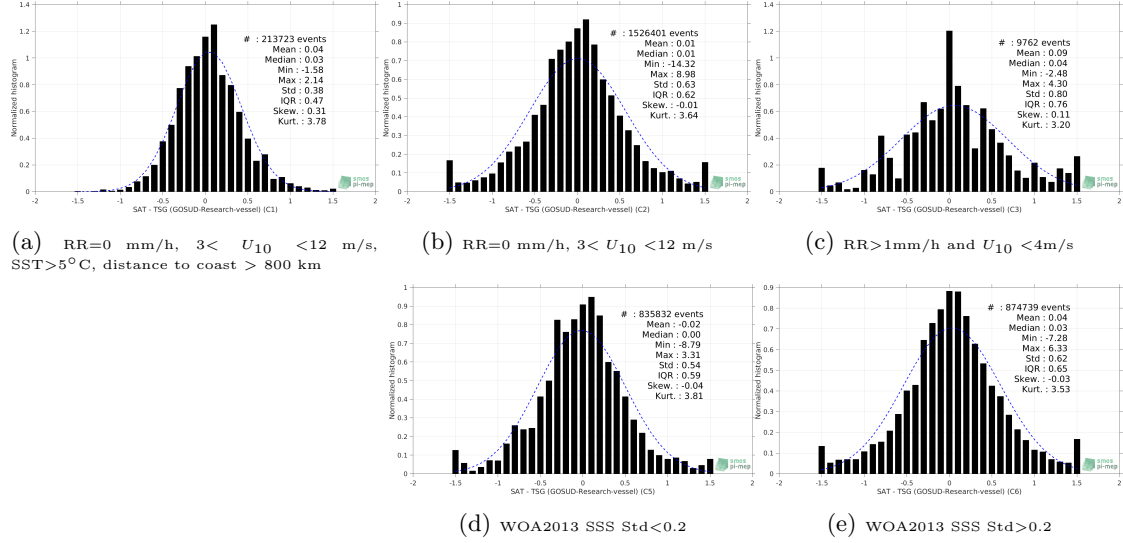 1.4
1.2
1
0.8
0.6
0.4
0.2
0
Normalized histogram
# : 213723 events
Mean : 0.04
Median : 0.03
Min : -1.58
Max : 2.14
Std : 0.38
IQR : 0.47
Skew. : 0.31
Kurt. : 3.78
smos
pi-mep
-2 -1.5 -1 -0.5 0 0.5 1 1.5 2
SAT - TSG (GOSUD-Research-vessel) (C1)
(a) RR=0 mm/h, 3< U10 <12 m/s,
SST>5°C, distance to coast > 800 km
1
0.9
0.8
0.7
0.6
0.5
0.4
0.3
0.2
0.1
0
Normalized histogram
# : 1526401 events
Mean : 0.01
Median : 0.01
Min : -14.32
Max : 8.98
Std : 0.63
IQR : 0.62
Skew. : -0.01
Kurt. : 3.64
smos
pi-mep
-2 -1.5 -1 -0.5 0 0.5 1 1.5 2
SAT - TSG (GOSUD-Research-vessel) (C2)
(b) RR=0 mm/h, 3< U10 <12 m/s
1.4
1.2
1
0.8
0.6
0.4
0.2
0
Normalized histogram
# : 9762 events
Mean : 0.09
Median : 0.04
Min : -2.48
Max : 4.30
Std : 0.80
IQR : 0.76
Skew. : 0.11
Kurt. : 3.20
smos
pi-mep
-2 -1.5 -1 -0.5 0 0.5 1 1.5 2
SAT - TSG (GOSUD-Research-vessel) (C3)
(c) RR>1mm/h and U10 <4m/s
1
0.9
0.8
0.7
0.6
0.5
0.4
0.3
0.2
0.1
0
Normalized histogram
# : 835832 events
Mean : -0.02
Median : 0.00
Min : -8.79
Max : 3.31
Std : 0.54
IQR : 0.59
Skew. : -0.04
Kurt. : 3.81
smos
pi-mep
-2 -1.5 -1 -0.5 0 0.5 1 1.5 2
SAT - TSG (GOSUD-Research-vessel) (C5)
(d) WOA2013 SSS Std<0.2
0.9
0.8
0.7
0.6
0.5
0.4
0.3
0.2
0.1
0
Normalized histogram
# : 874739 events
Mean : 0.04
Median : 0.03
Min : -7.28
Max : 6.33
Std : 0.62
IQR : 0.65
Skew. : -0.03
Kurt. : 3.53
smos
pi-mep
-2 -1.5 -1 -0.5 0 0.5 1 1.5 2
SAT - TSG (GOSUD-Research-vessel) (C6)
(e) WOA2013 SSS Std>0.2